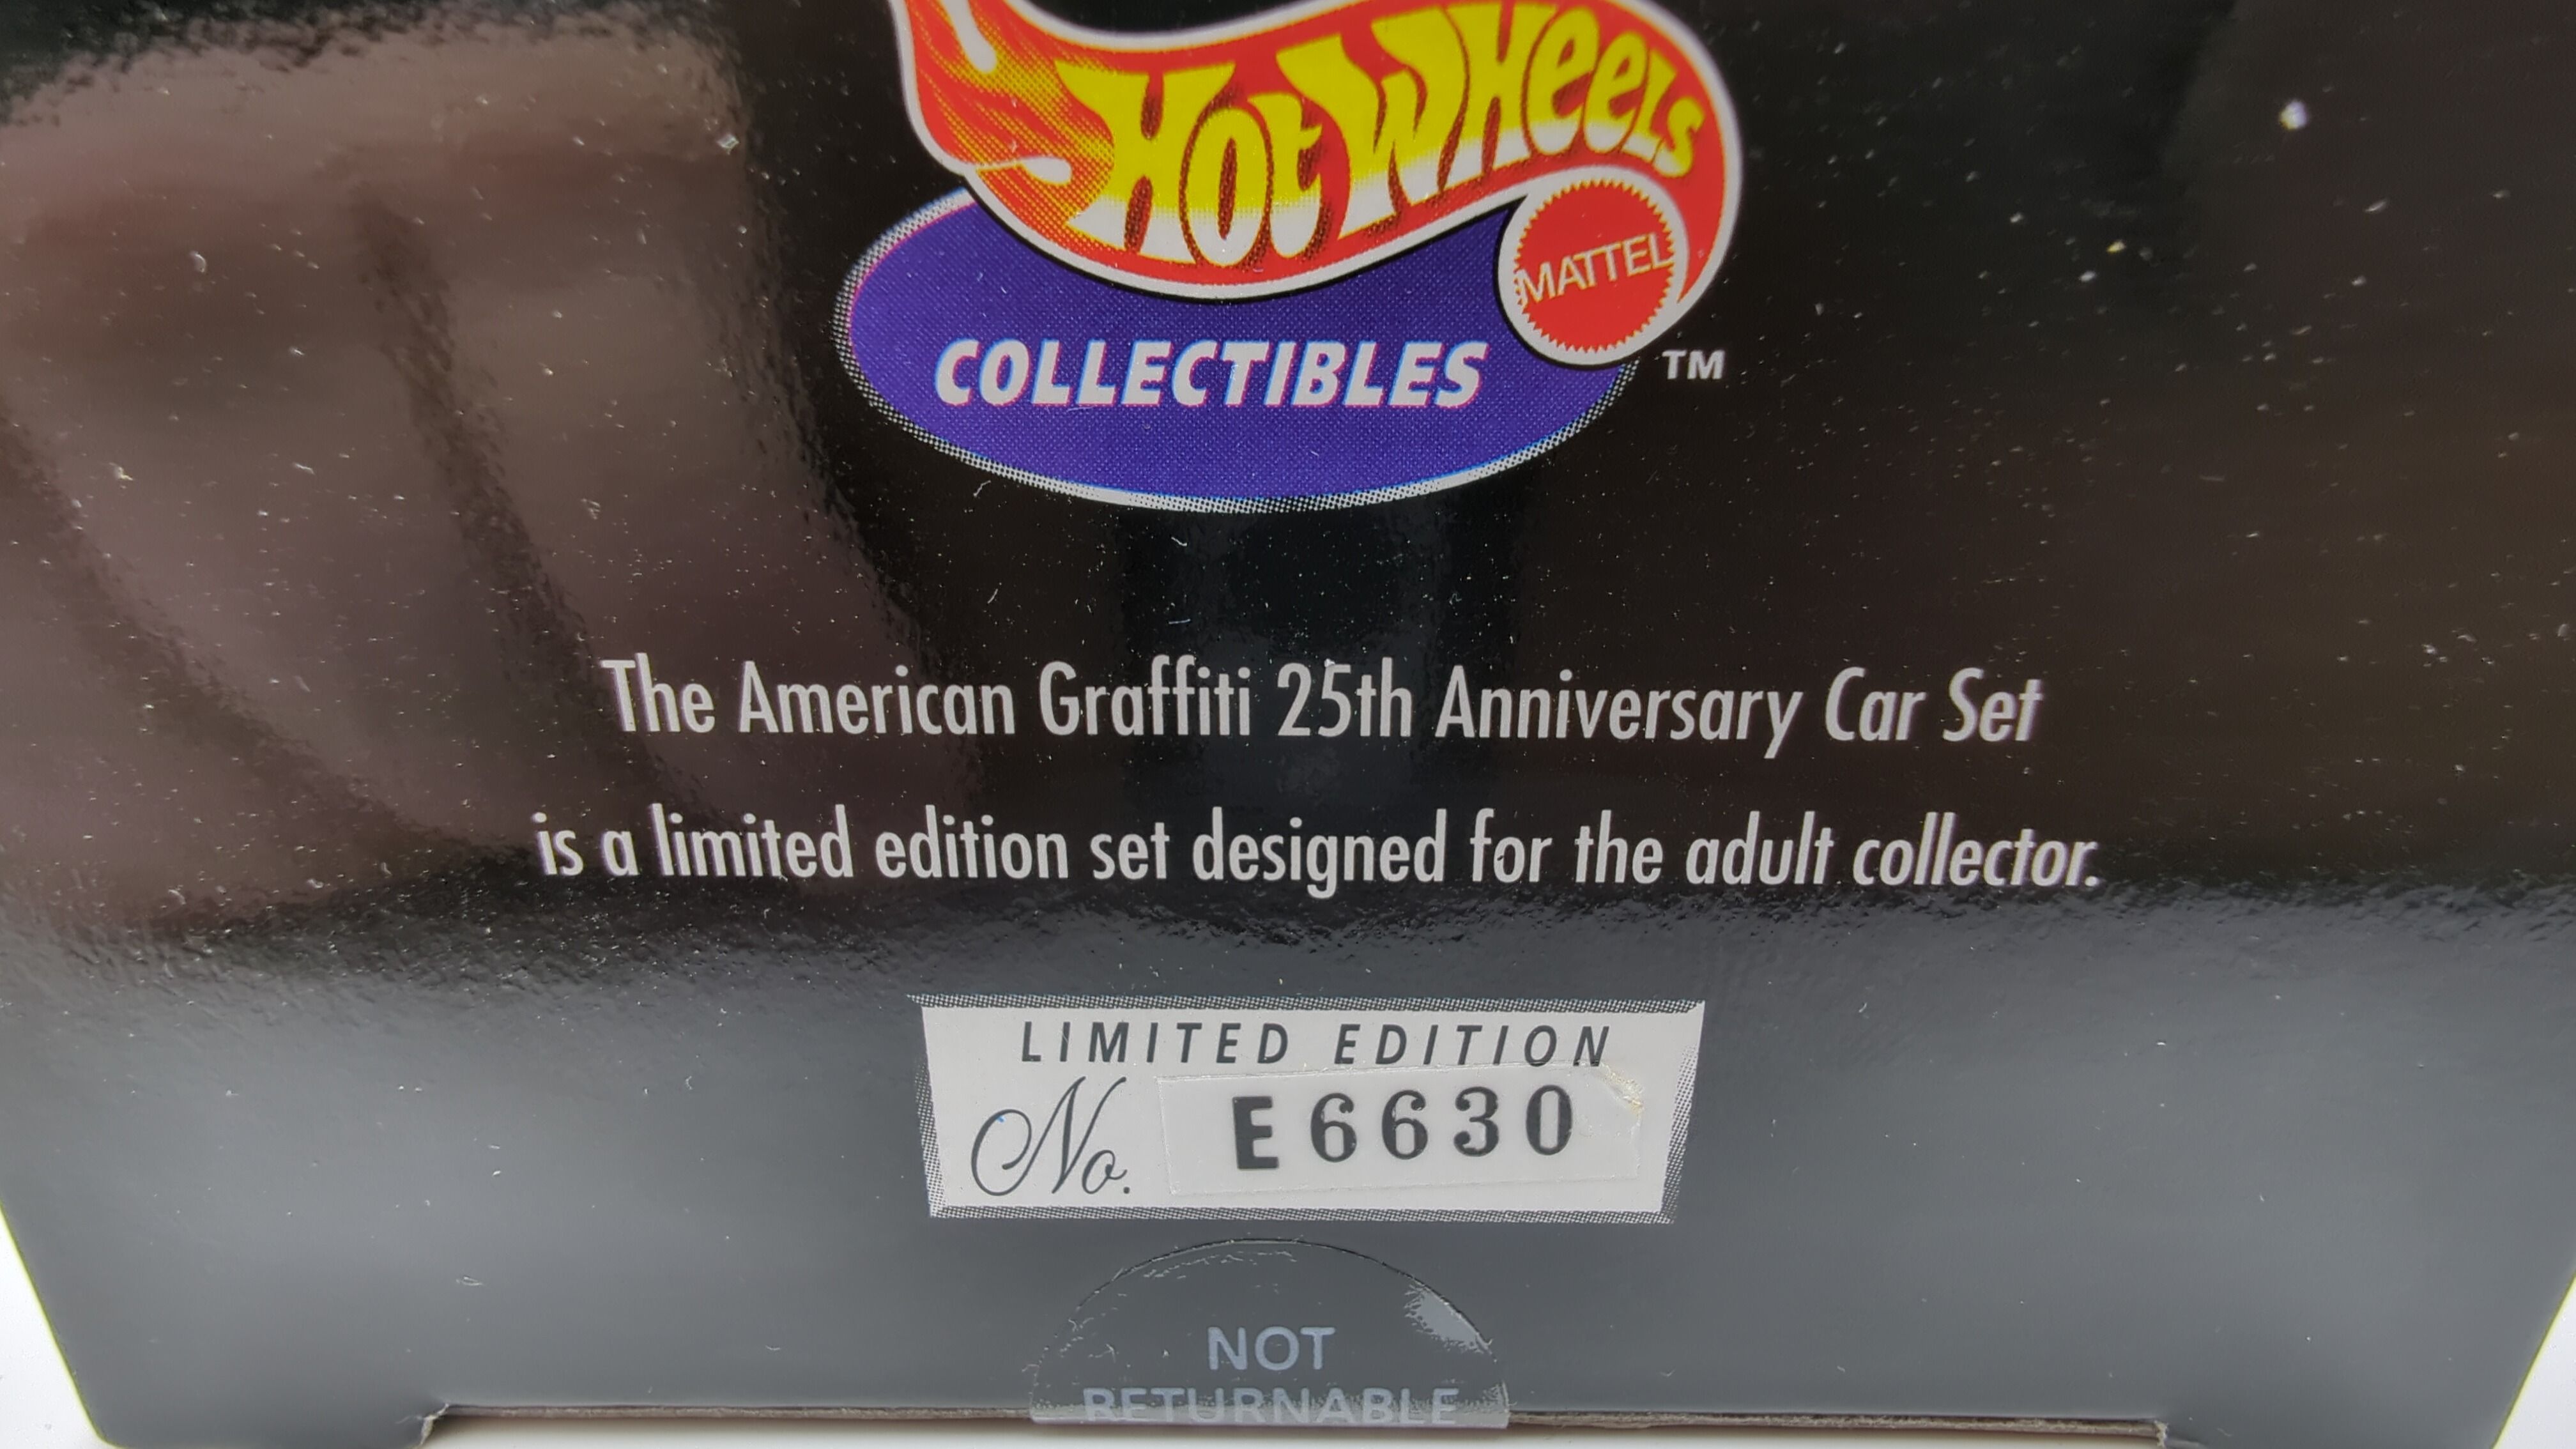 Hot Wheels
MATTEL
COLLECTIBLES
TM
The American Graffiti 25th Anniversary Car Set
is a limited edition set designed for the adult collector.
LIMITED EDITION
No. E6630
NOT
RETURNABLE